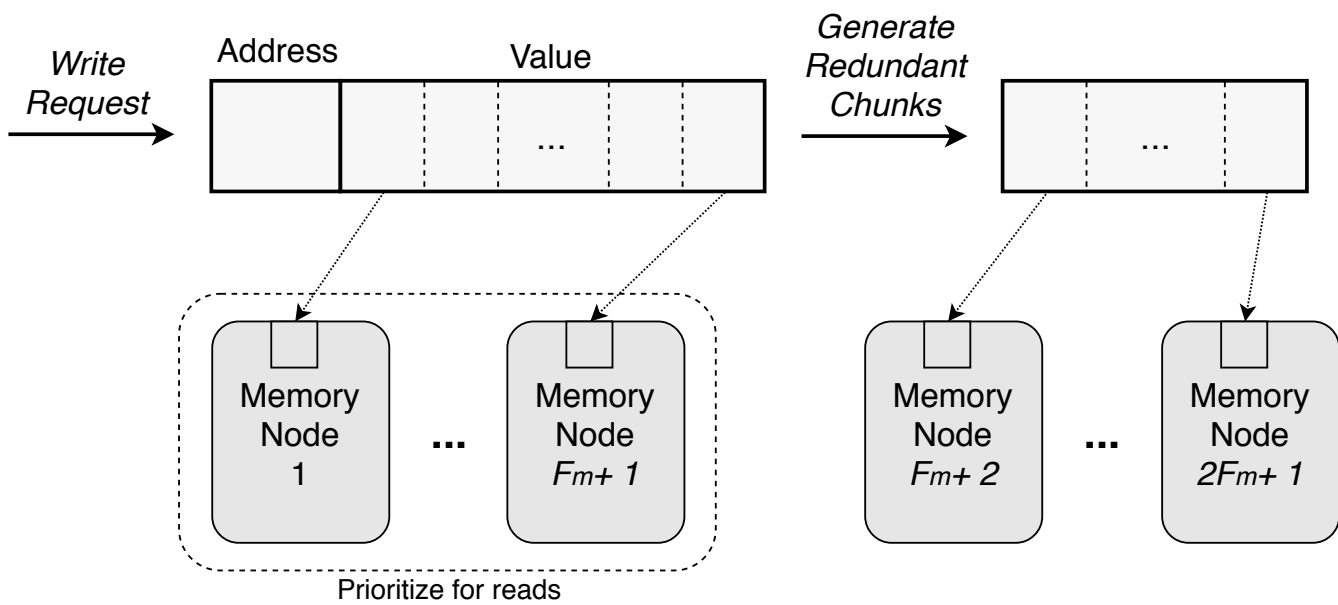 Write
Request
Address
Value
...
Generate
Redundant
Chunks
...
Memory
Node
1
...
Memory
Node
Fm+ 1
Memory
Node
Fm+ 2
...
Memory
Node
2Fm+ 1
Prioritize for reads